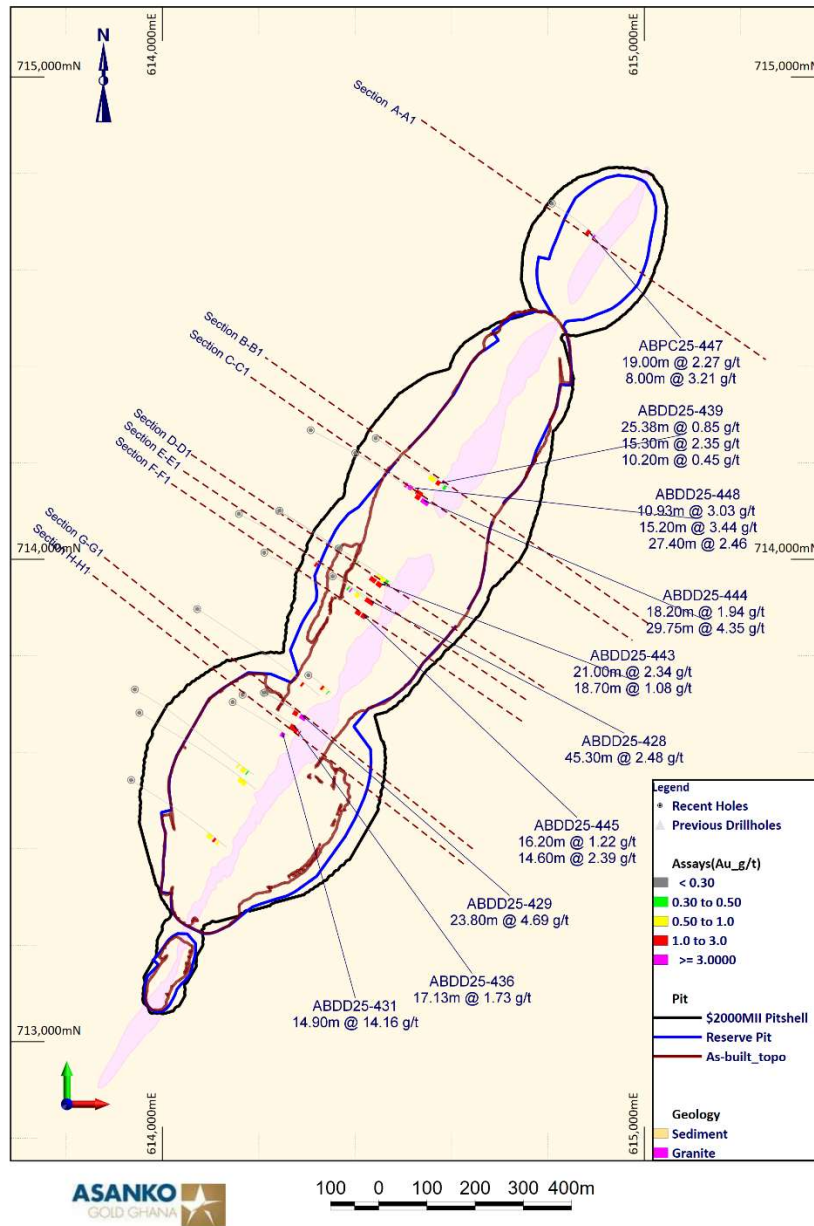 N
614,000mE
615,000mE
715,000mN
715,000mN
Section A-A1
Section B-B1
Section C-C1
Section D-D1
Section E-E1
Section F-F1
Section G-G1
Section H-H1
ABPC25-447
19.00m @ 2.27 g/t
8.00m @ 3.21 g/t
ABDD25-439
25.38m @ 0.85 g/t
15.30m @ 2.35 g/t
10.20m @ 0.45 g/t
ABDD25-448
10.93m @ 3.03 g/t
15.20m @ 3.44 g/t
27.40m @ 2.46
714,000mN
714,000mN
ABDD25-444
18.20m @ 1.94 g/t
29.75m @ 4.35 g/t
ABDD25-443
21.00m @ 2.34 g/t
18.70m @ 1.08 g/t
ABDD25-428
45.30m @ 2.48 g/t
ABDD25-445
16.20m @ 1.22 g/t
14.60m @ 2.39 g/t
ABDD25-429
23.80m @ 4.69 g/t
ABDD25-436
17.13m @ 1.73 g/t
ABDD25-431
14.90m @ 14.16 g/t
713,000mN
Legend
Recent Holes
Previous Drillholes
Assays(Au_g/t)
< 0.30
0.30 to 0.50
0.50 to 1.0
1.0 to 3.0
>= 3.0000
Pit
$2000MII Pitshell
Reserve Pit
As-built_topo
Geology
Sediment
Granite
614,000mE
615,000mE
ASANKO
GOLD GHANA
100 0 100 200 300 400m